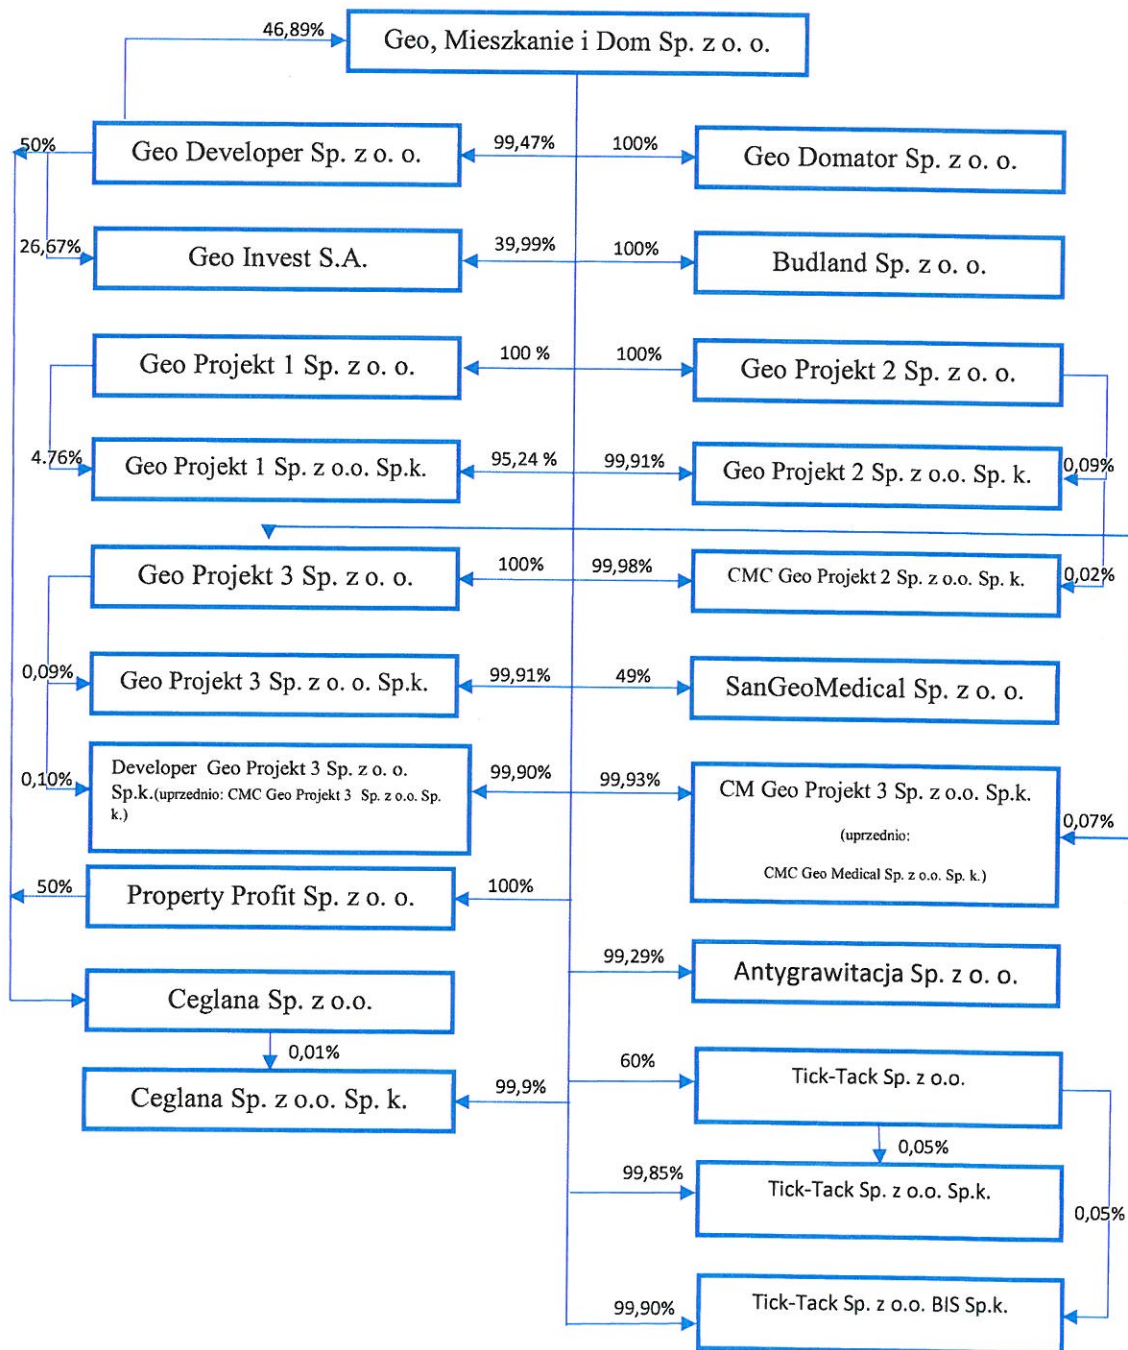 46,89%
Geo, Mieszkanie i Dom Sp. z o. o.
50%
Geo Developer Sp. z o. o.
99,47%
100%
Geo Domator Sp. z o. o.
26,67%
Geo Invest S.A.
39,99%
100%
Budland Sp. z o. o.
Geo Projekt 1 Sp. z o. o.
100 %
100%
Geo Projekt 2 Sp. z o. o.
4.76%
Geo Projekt 1 Sp. z o.o. Sp.k.
95,24 %
99,91%
Geo Projekt 2 Sp. z o.o. Sp. k.
0,09%
Geo Projekt 3 Sp. z o. o.
100%
99,98%
CMC Geo Projekt 2 Sp. z o.o. Sp. k.
0,02%
0,09%
Geo Projekt 3 Sp. z o. o. Sp.k.
99,91%
49%
SanGeoMedical Sp. z o. o.
0,10%
Developer Geo Projekt 3 Sp. z o. o.
Sp.k.(uprzednio: CMC Geo Projekt 3 Sp. z o.o. Sp.
k.)
99,90%
99,93%
CM Geo Projekt 3 Sp. z o.o. Sp.k.
(uprzednio:
CMC Geo Medical Sp. z o.o. Sp. k.)
0,07%
50%
Property Profit Sp. z o. o.
100%
99,29%
Antygrawitacja Sp. z o. o.
Ceglana Sp. z o.o.
0,01%
60%
Tick-Tack Sp. z o.o.
Ceglana Sp. z o.o. Sp. k.
99,9%
0,05%
99,85%
Tick-Tack Sp. z o.o. Sp.k.
0,05%
99,90%
Tick-Tack Sp. z o.o. BIS Sp.k.